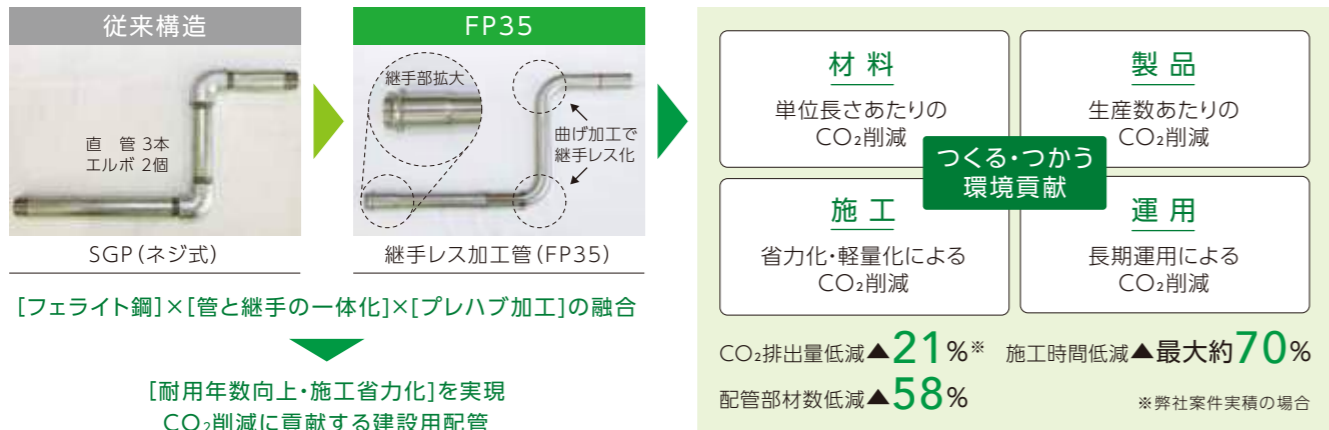 従来構造
直　管 3本
エルボ 2個
SGP(ネジ式)
FP35
継手部拡大
曲げ加工で
継手レス化
継手レス加工管(FP35)
[フェライト鋼]×[管と継手の一体化]×[プレハブ加工]の融合
[耐用年数向上・施工省力化]を実現
CO₂削減に貢献する建設用配管
材 料
単位長さあたりの
CO₂削減
製 品
生産数あたりの
CO₂削減
つくる・つかう
環境貢献
施 工
省力化・軽量化による
CO₂削減
運 用
長期運用による
CO₂削減
CO₂排出量低減▲21%※ 施工時間低減▲最大約70%
配管部材数低減▲58%
※弊社案件実績の場合